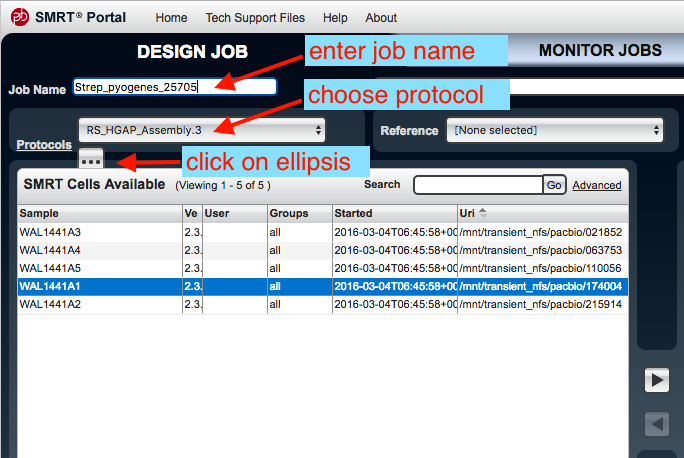 SMRT® Portal Home Tech Support Files Help About
DESIGN JOB enter job name MONITOR JOBS
Job Name Strep_pyogenes_25705
choose protocol
Protocols RS_HGAP_Assembly.3 Reference [None selected]
... click on ellipsis
SMRT Cells Available (Viewing 1 - 5 of 5 ) Search Go Advanced
Sample Ve User Groups Started Uri
WAL1441A3 2.3. all 2016-03-04T06:45:58+00 /mnt/transient_nfs/pacbio/021852
WAL1441A4 2.3. all 2016-03-04T06:45:58+00 /mnt/transient_nfs/pacbio/063753
WAL1441A5 2.3. all 2016-03-04T06:45:58+00 /mnt/transient_nfs/pacbio/110056
WAL1441A1 2.3. all 2016-03-04T06:45:58+00 /mnt/transient_nfs/pacbio/174004
WAL1441A2 2.3. all 2016-03-04T06:45:58+00 /mnt/transient_nfs/pacbio/215914